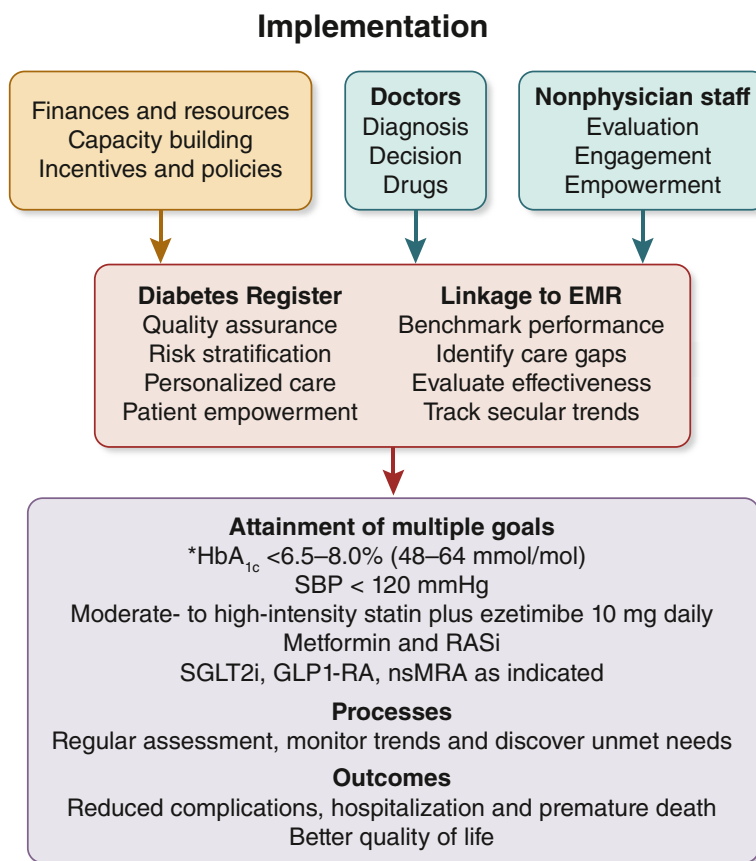 Implementation
Finances and resources
Capacity building
Incentives and policies
Doctors
Diagnosis
Decision
Drugs
Nonphysician staff
Evaluation
Engagement
Empowerment
Diabetes Register
Quality assurance
Risk stratification
Personalized care
Patient empowerment
Linkage to EMR
Benchmark performance
Identify care gaps
Evaluate effectiveness
Track secular trends
Attainment of multiple goals
*HbA1c <6.5–8.0% (48–64 mmol/mol)
SBP < 120 mmHg
Moderate- to high-intensity statin plus ezetimibe 10 mg daily
Metformin and RASi
SGLT2i, GLP1-RA, nsMRA as indicated
Processes
Regular assessment, monitor trends and discover unmet needs
Outcomes
Reduced complications, hospitalization and premature death
Better quality of life